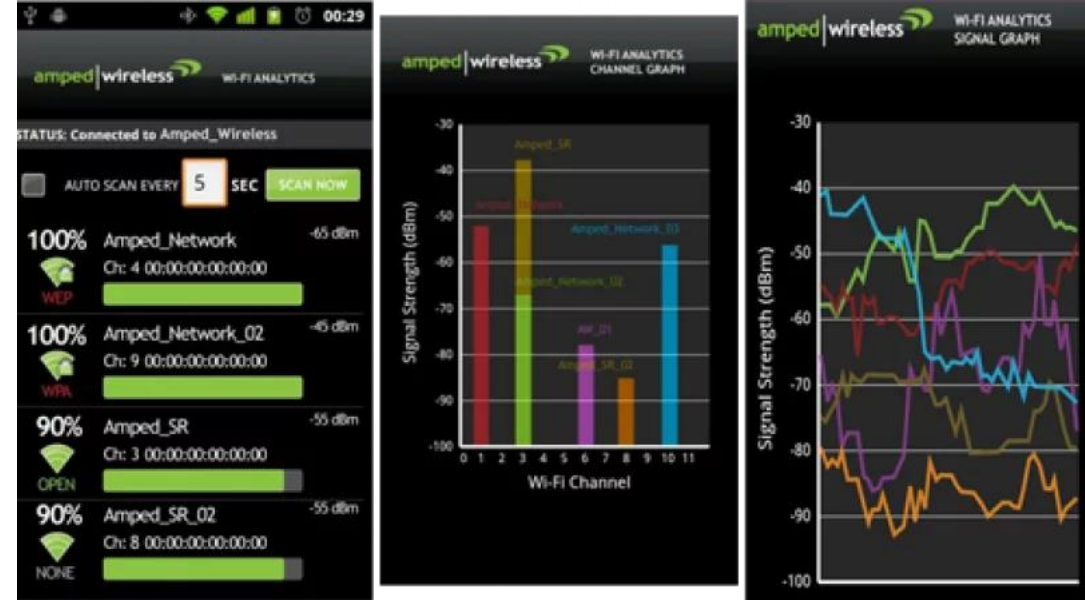 00:29
amped|wireless WI-FI ANALYTICS
STATUS: Connected to Amped_Wireless
AUTO SCAN EVERY 5 SEC SCAN NOW
100% Amped_Network -65 dBm
Ch: 4 00:00:00:00:00:00
WEP
100% Amped_Network_02 -45 dBm
Ch: 9 00:00:00:00:00:00
WPA
90% Amped_SR -55 dBm
Ch: 3 00:00:00:00:00:00
OPEN
90% Amped_SR_02 -55 dBm
Ch: 8 00:00:00:00:00:00
NONE
amped|wireless WI-FI ANALYTICS
CHANNEL GRAPH
Signal Strength (dBm)
-30
Amped_SR
-40
-50
Amped_Network
Amped_Network_03
-60
Amped_Network_02
-70
AW_01
-80
Amped_SR_02
-90
-100
0 1 2 3 4 5 6 7 8 9 10 11
Wi-Fi Channel
amped|wireless WI-FI ANALYTICS
SIGNAL GRAPH
Signal Strength (dBm)
-30
-40
-50
-60
-70
-80
-90
-100